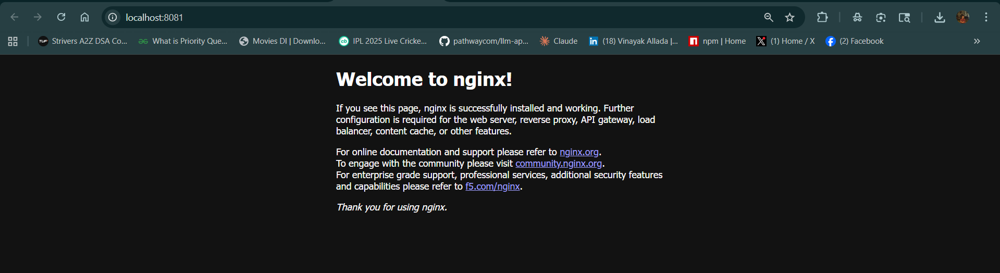 localhost:8081
TUF Strivers A2Z DSA Co... What is Priority Que... Movies DI | Downlo... cb IPL 2025 Live Cricke... pathwaycom/llm-ap... Claude in (18) Vinayak Allada |... npm | Home (1) Home / X (2) Facebook
Welcome to nginx!
If you see this page, nginx is successfully installed and working. Further
configuration is required for the web server, reverse proxy, API gateway, load
balancer, content cache, or other features.
For online documentation and support please refer to nginx.org.
To engage with the community please visit community.nginx.org.
For enterprise grade support, professional services, additional security features
and capabilities please refer to f5.com/nginx.
Thank you for using nginx.